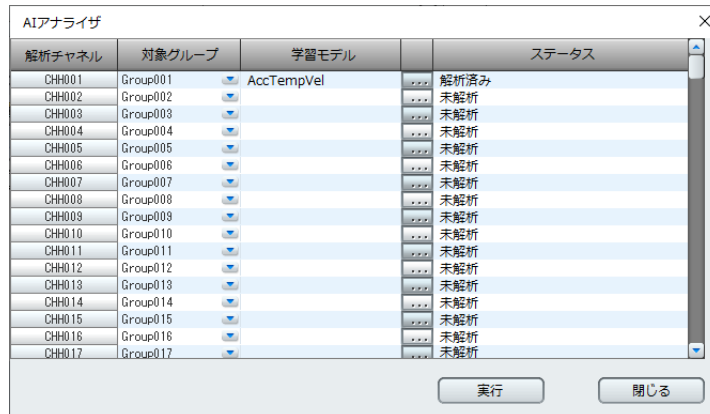 AIアナライザ
解析チャネル 対象グループ 学習モデル ステータス
CHH001 Group001 AccTempVel ... 解析済み
CHH002 Group002 ... 未解析
CHH003 Group003 ... 未解析
CHH004 Group004 ... 未解析
CHH005 Group005 ... 未解析
CHH006 Group006 ... 未解析
CHH007 Group007 ... 未解析
CHH008 Group008 ... 未解析
CHH009 Group009 ... 未解析
CHH010 Group010 ... 未解析
CHH011 Group011 ... 未解析
CHH012 Group012 ... 未解析
CHH013 Group013 ... 未解析
CHH014 Group014 ... 未解析
CHH015 Group015 ... 未解析
CHH016 Group016 ... 未解析
CHH017 Group017 ... 未解析
実行 閉じる